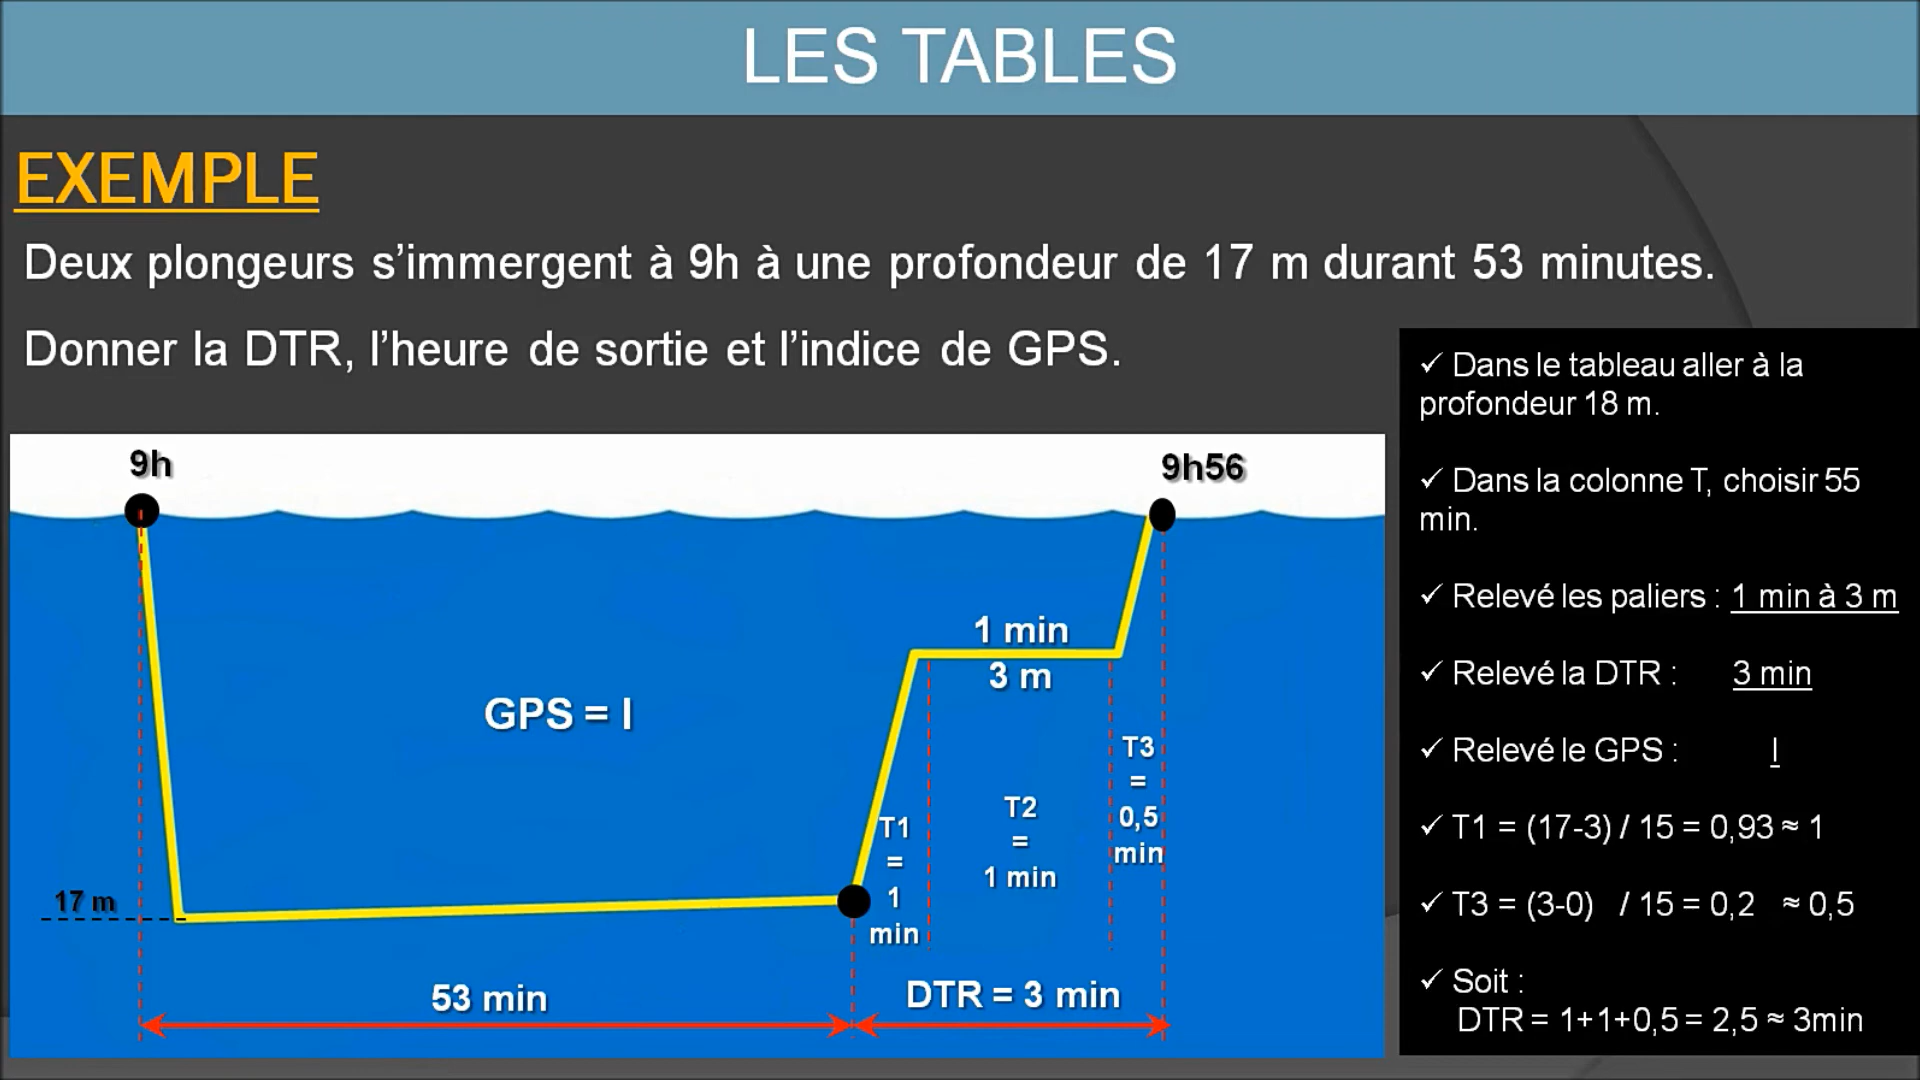 LES TABLES
EXEMPLE
Deux plongeurs s’immergent à 9h à une profondeur de 17 m durant 53 minutes.
Donner la DTR, l’heure de sortie et l’indice de GPS.
9h
9h56
1 min
3 m
GPS = I
T1
=
1
min
T2
=
1 min
T3
=
0,5
min
17 m
53 min
DTR = 3 min
✓ Dans le tableau aller à la
profondeur 18 m.
✓ Dans la colonne T, choisir 55
min.
✓ Relevé les paliers : 1 min à 3 m
✓ Relevé la DTR : 3 min
✓ Relevé le GPS : I
✓ T1 = (17-3) / 15 = 0,93 ≈ 1
✓ T3 = (3-0) / 15 = 0,2 ≈ 0,5
✓ Soit :
DTR = 1+1+0,5 = 2,5 ≈ 3min